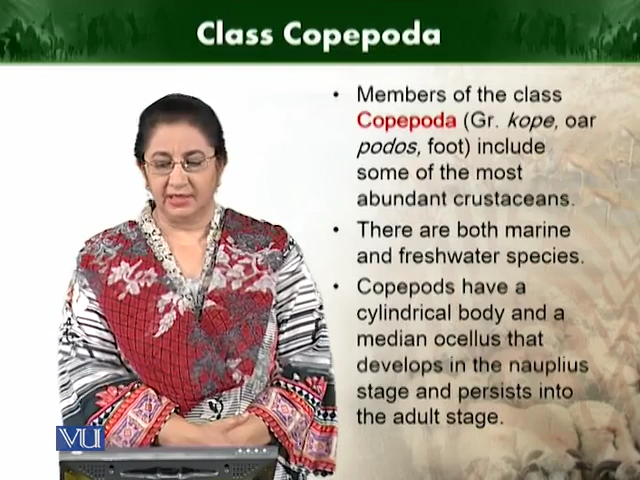 Class Copepoda
• Members of the class
Copepoda (Gr. kope, oar
podos, foot) include
some of the most
abundant crustaceans.
• There are both marine
and freshwater species.
• Copepods have a
cylindrical body and a
median ocellus that
develops in the nauplius
stage and persists into
the adult stage.
VU